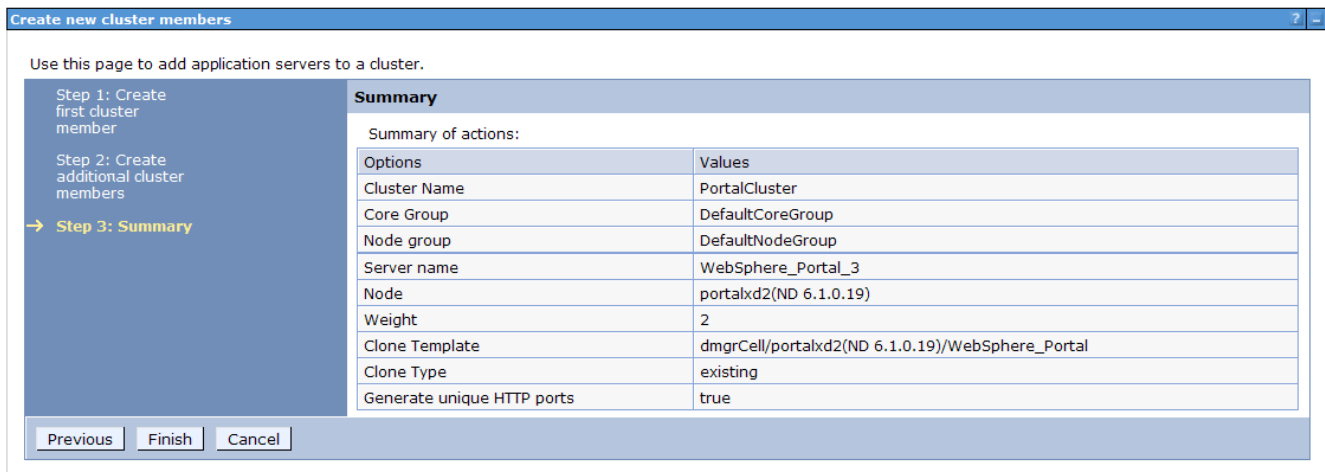 Create new cluster members
? -
Use this page to add application servers to a cluster.
Step 1: Create
first cluster
member
Step 2: Create
additional cluster
members
→ Step 3: Summary
Summary
Summary of actions:
Options Values
Cluster Name PortalCluster
Core Group DefaultCoreGroup
Node group DefaultNodeGroup
Server name WebSphere_Portal_3
Node portalxd2(ND 6.1.0.19)
Weight 2
Clone Template dmgrCell/portalxd2(ND 6.1.0.19)/WebSphere_Portal
Clone Type existing
Generate unique HTTP ports true
Previous Finish Cancel